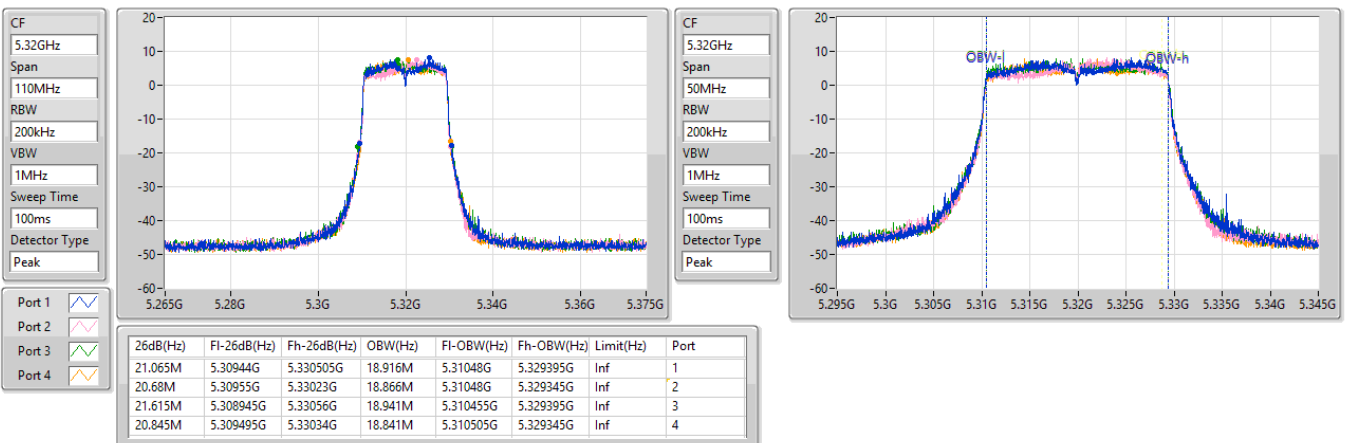 CF
5.32GHz
Span
110MHz
RBW
200kHz
VBW
1MHz
Sweep Time
100ms
Detector Type
Peak
20
10
0
-10
-20
-30
-40
-50
-60
5.265G 5.28G 5.3G 5.32G 5.34G 5.36G 5.375G
CF
5.32GHz
Span
50MHz
RBW
200kHz
VBW
1MHz
Sweep Time
100ms
Detector Type
Peak
20
10
0
-10
-20
-30
-40
-50
-60
OBW-l OBW-h
5.295G 5.3G 5.305G 5.31G 5.315G 5.32G 5.325G 5.33G 5.335G 5.34G 5.345G
Port 1
Port 2
Port 3
Port 4
26dB(Hz) Fl-26dB(Hz) Fh-26dB(Hz) OBW(Hz) Fl-OBW(Hz) Fh-OBW(Hz) Limit(Hz) Port
21.065M 5.30944G 5.330505G 18.916M 5.31048G 5.329395G Inf 1
20.68M 5.30955G 5.33023G 18.866M 5.31048G 5.329345G Inf 2
21.615M 5.308945G 5.33056G 18.941M 5.310455G 5.329395G Inf 3
20.845M 5.309495G 5.33034G 18.841M 5.310505G 5.329345G Inf 4